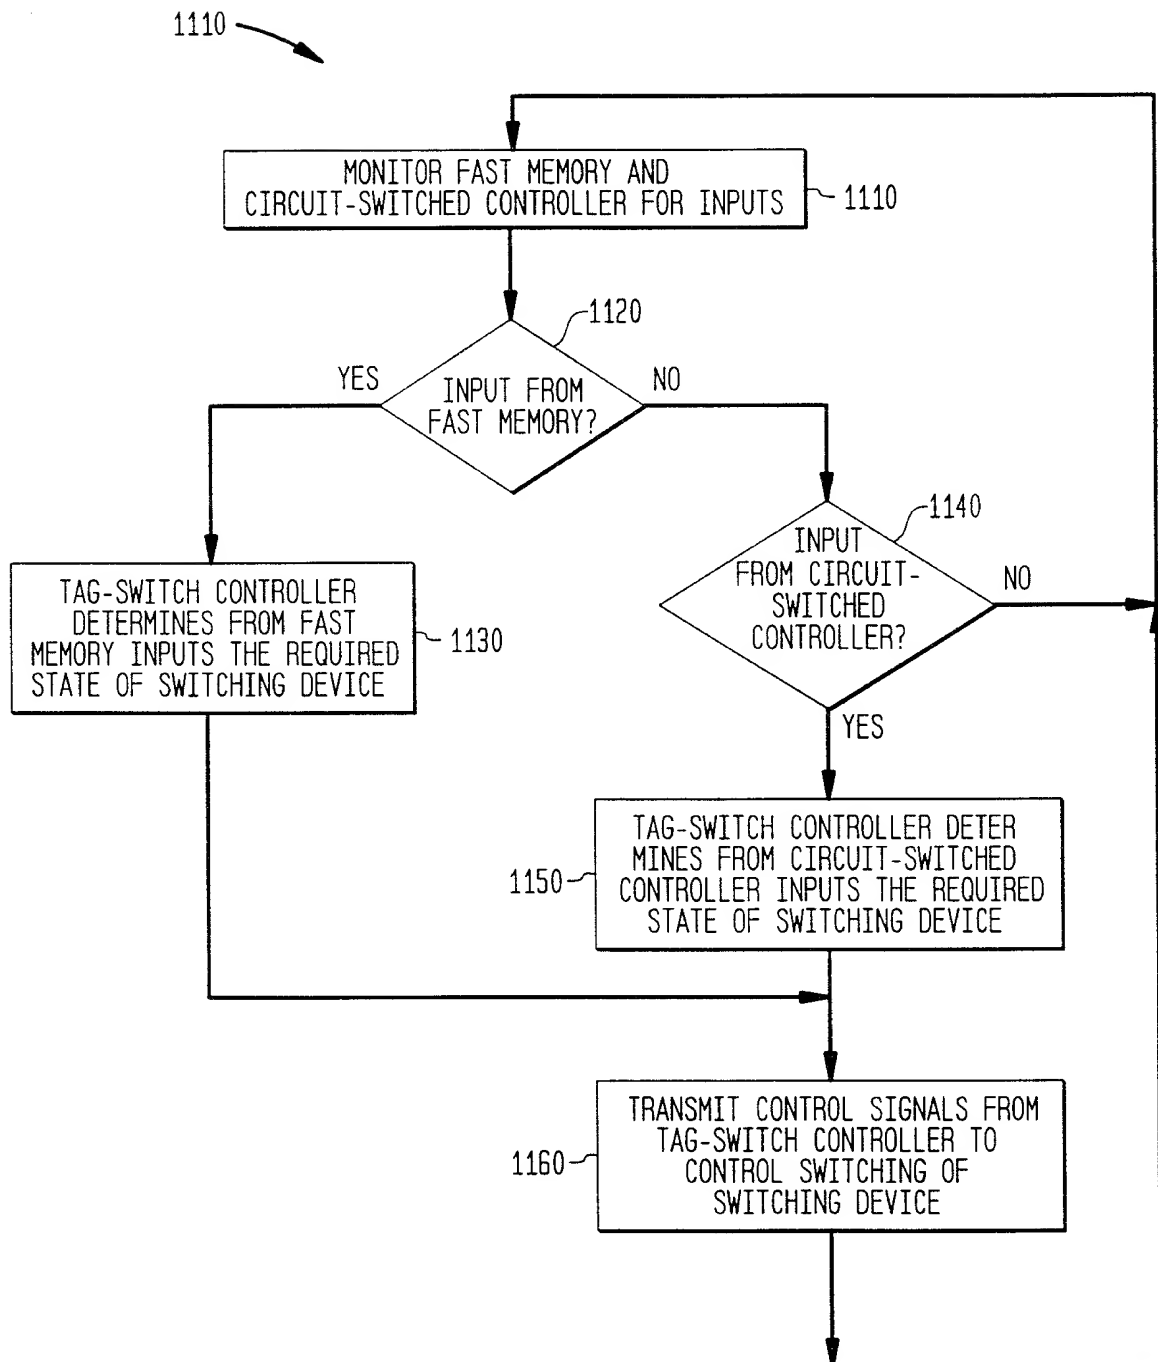 1110
MONITOR FAST MEMORY AND
CIRCUIT-SWITCHED CONTROLLER FOR INPUTS
1110
1120
YES
INPUT FROM
FAST MEMORY?
NO
1140
INPUT
FROM CIRCUIT-
SWITCHED
CONTROLLER?
NO
TAG-SWITCH CONTROLLER
DETERMINES FROM FAST
MEMORY INPUTS THE REQUIRED
STATE OF SWITCHING DEVICE
1130
YES
TAG-SWITCH CONTROLLER DETER
MINES FROM CIRCUIT-SWITCHED
CONTROLLER INPUTS THE REQUIRED
STATE OF SWITCHING DEVICE
1150
TRANSMIT CONTROL SIGNALS FROM
TAG-SWITCH CONTROLLER TO
CONTROL SWITCHING OF
SWITCHING DEVICE
1160